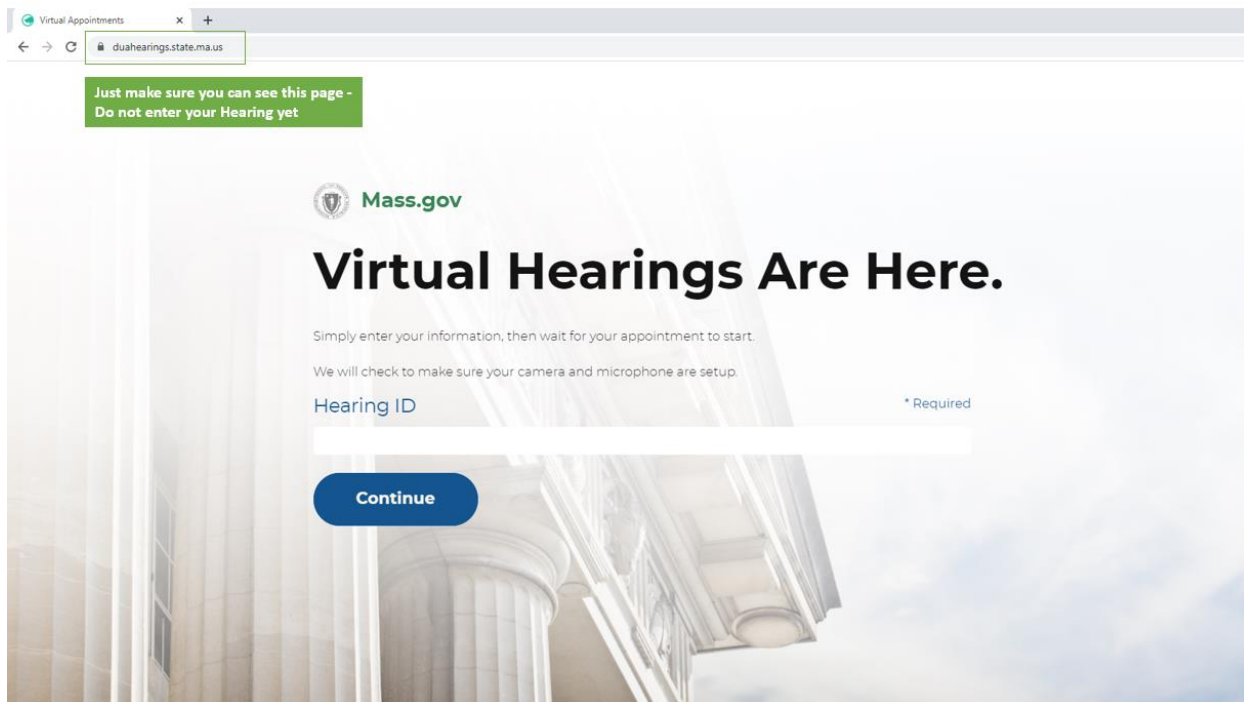 Virtual Appointments
duahearings.state.ma.us
Just make sure you can see this page -
Do not enter your Hearing yet
Mass.gov
Virtual Hearings Are Here.
Simply enter your information, then wait for your appointment to start.
We will check to make sure your camera and microphone are setup.
Hearing ID * Required
Continue